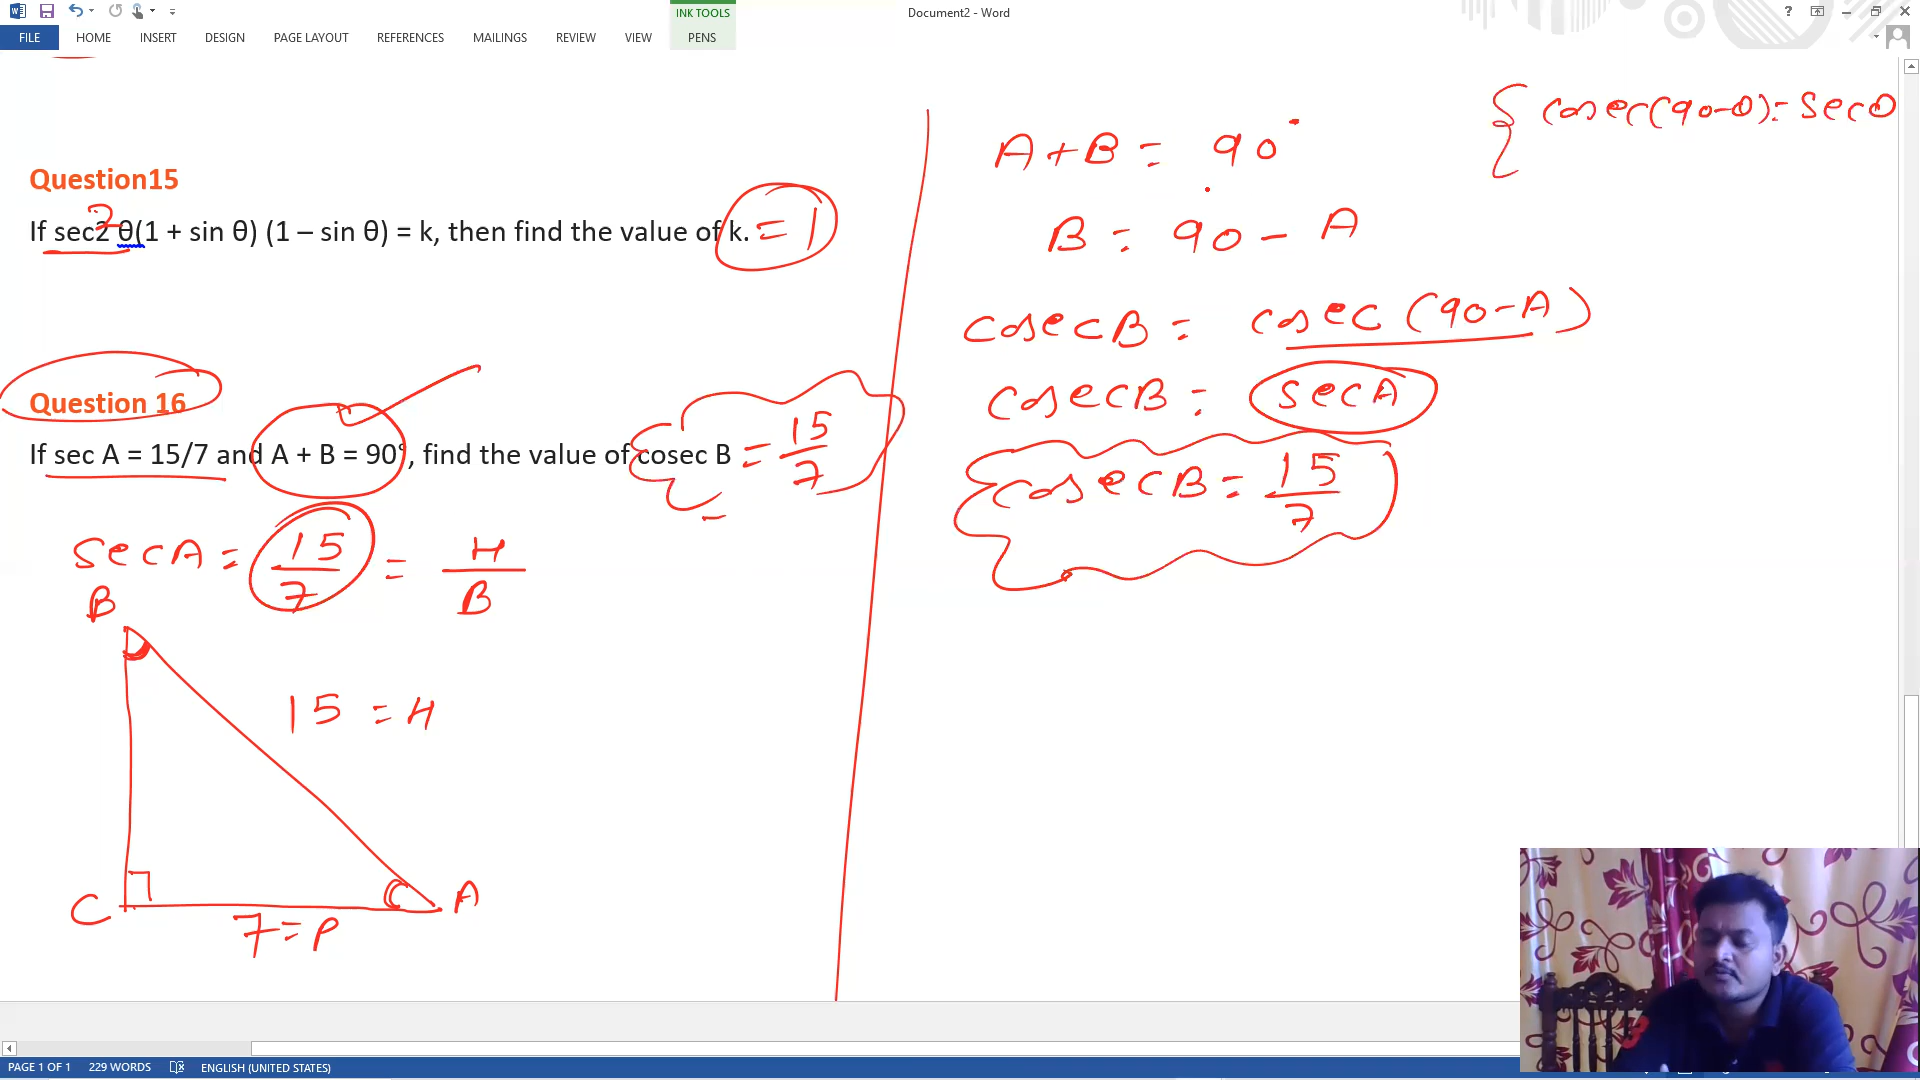 INK TOOLS
Document2 - Word
FILE HOME INSERT DESIGN PAGE LAYOUT REFERENCES MAILINGS REVIEW VIEW PENS
Question15
If sec2 θ(1 + sin θ) (1 – sin θ) = k, then find the value of k. = 1
2
Question 16
If sec A = 15/7 and A + B = 90°, find the value of cosec B = 15/7
secA = 15/7 = H/B
B
15 = H
C
A
7 = P
A+B = 90°
B = 90 - A
cosecB = cosec (90-A)
cosecB = secA
cosecB = 15/7
{ cosec(90-θ) = secθ
PAGE 1 OF 1 229 WORDS ENGLISH (UNITED STATES)